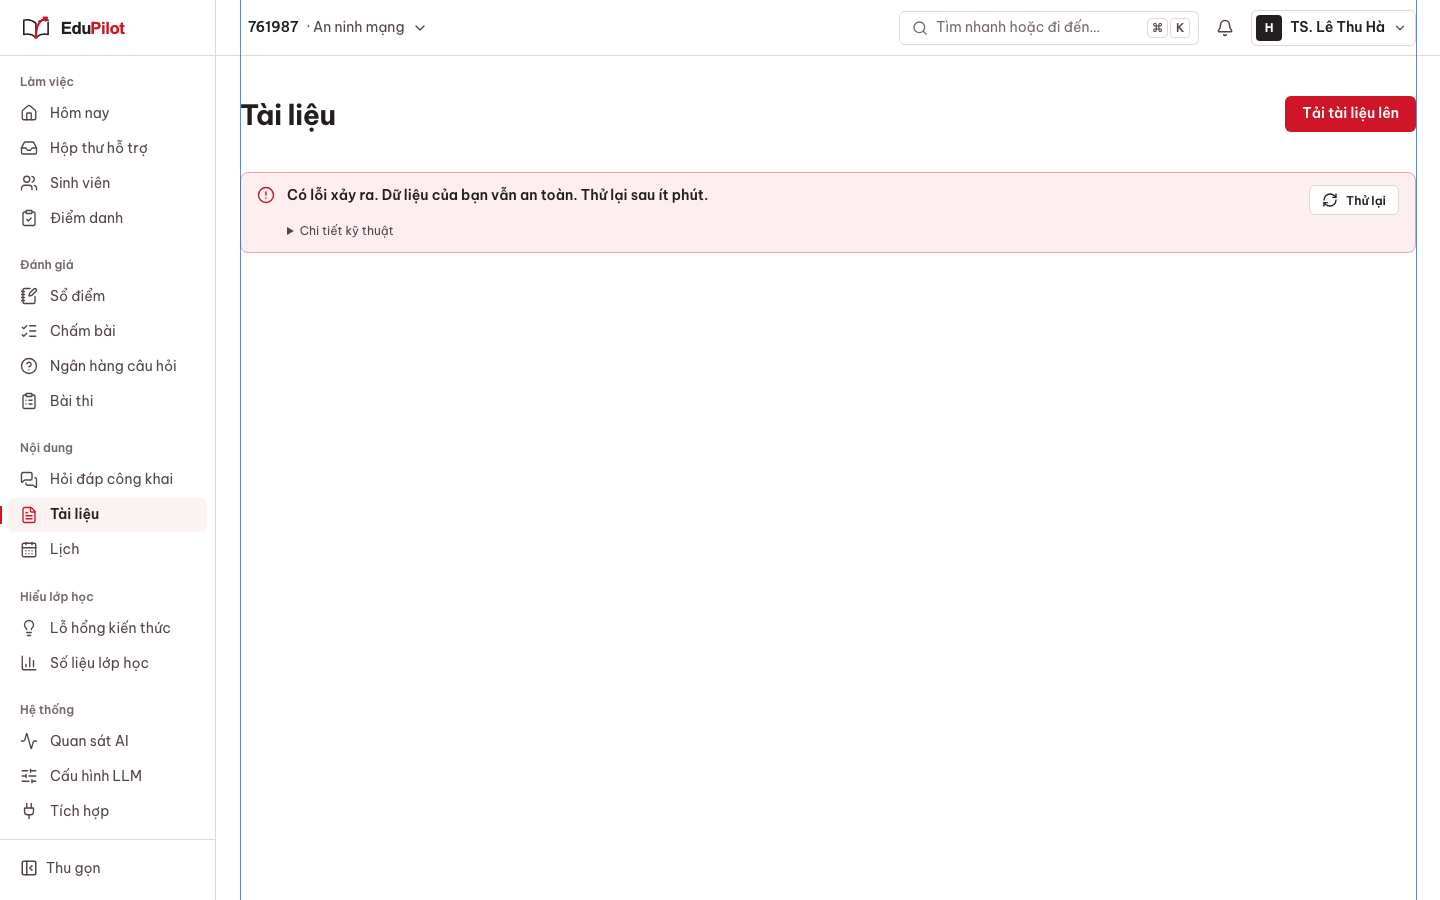 EduPilot
761987 · An ninh mạng
Tìm nhanh hoặc đi đến...
⌘ K
H
TS. Lê Thu Hà
Làm việc
Hôm nay
Hộp thư hỗ trợ
Sinh viên
Điểm danh
Đánh giá
Sổ điểm
Chấm bài
Ngân hàng câu hỏi
Bài thi
Nội dung
Hỏi đáp công khai
Tài liệu
Lịch
Hiểu lớp học
Lỗ hổng kiến thức
Số liệu lớp học
Hệ thống
Quan sát AI
Cấu hình LLM
Tích hợp
Thu gọn
Tài liệu
Tải tài liệu lên
Có lỗi xảy ra. Dữ liệu của bạn vẫn an toàn. Thử lại sau ít phút.
Thử lại
Chi tiết kỹ thuật